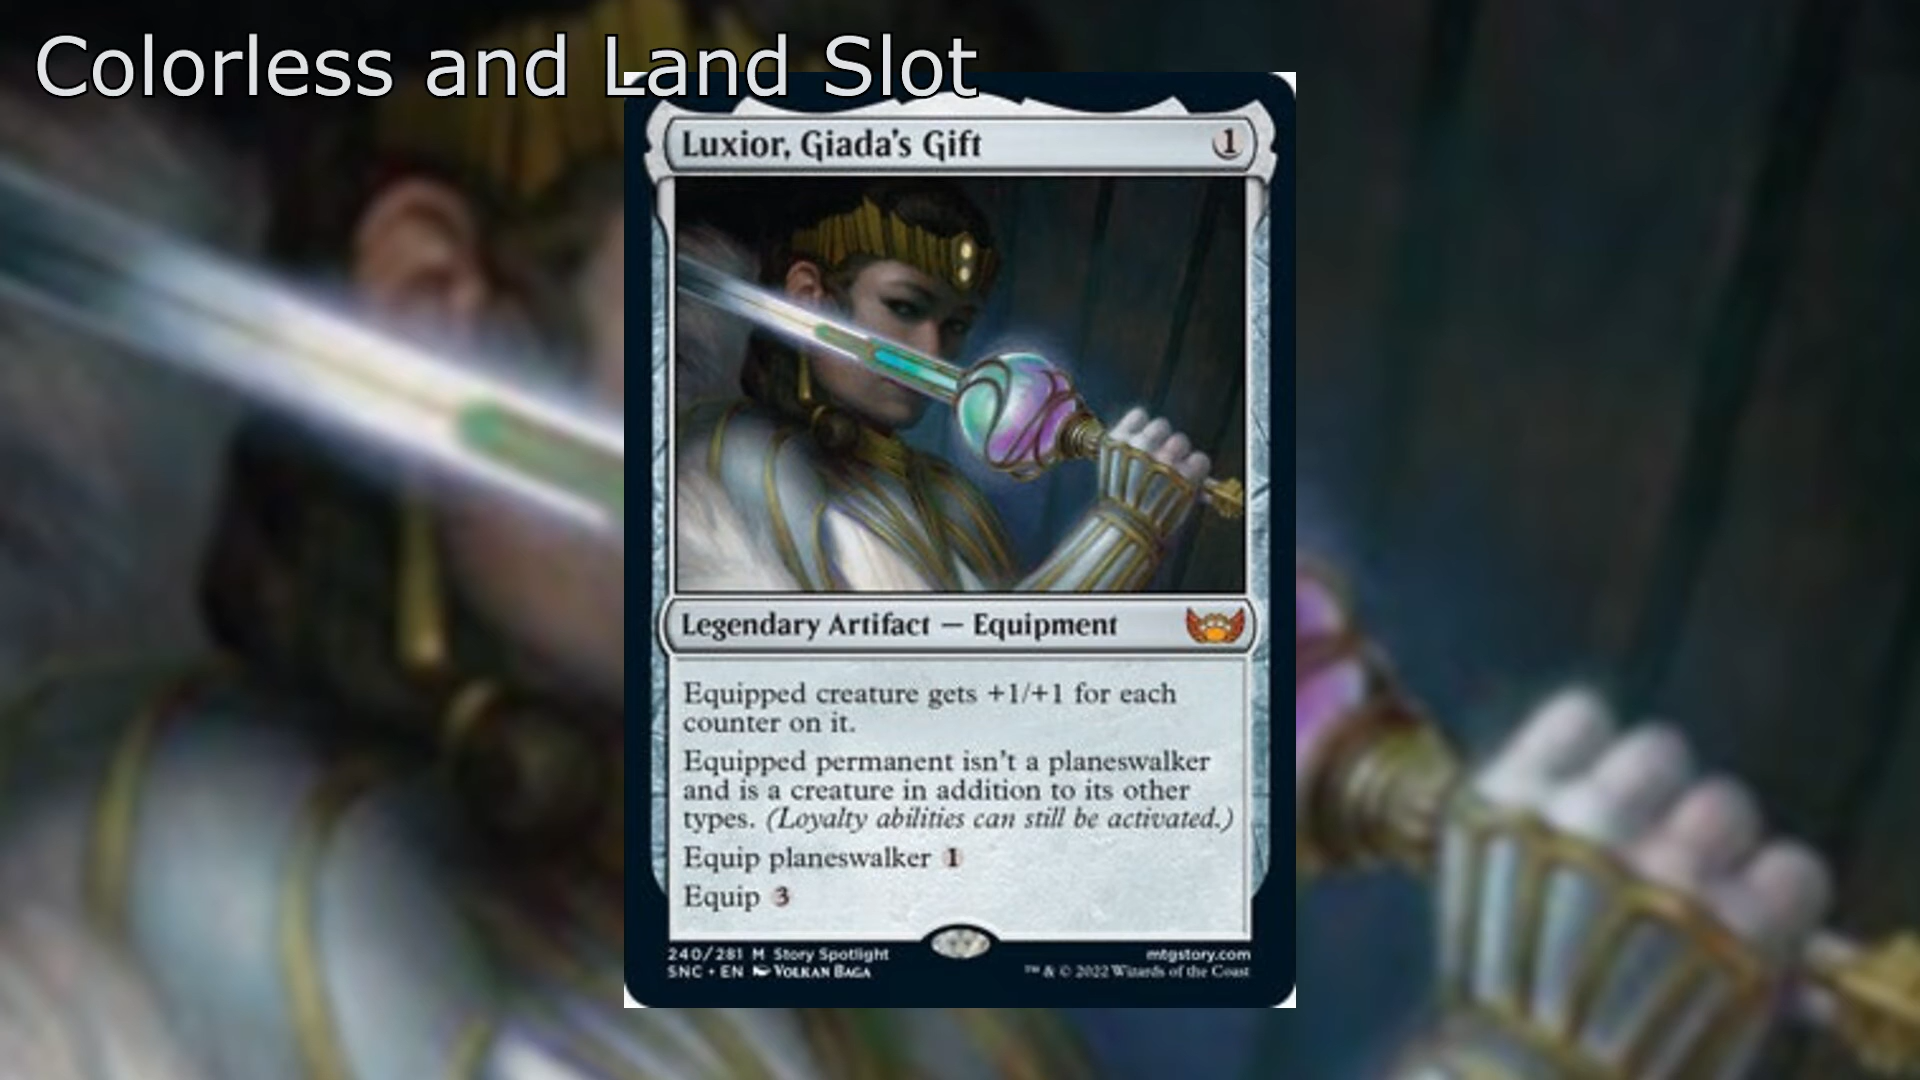 Colorless and Land Slot
Luxior, Giada's Gift 1
Legendary Artifact — Equipment
Equipped creature gets +1/+1 for each
counter on it.
Equipped permanent isn't a planeswalker
and is a creature in addition to its other
types. (Loyalty abilities can still be activated.)
Equip planeswalker 1
Equip 3
240/281 M Story Spotlight
SNC • EN Volkan Baga
mtgstory.com
™ & © 2022 Wizards of the Coast